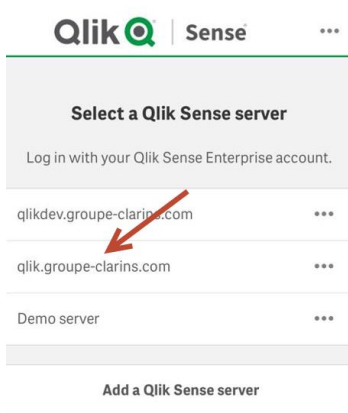 Qlik Sense
Select a Qlik Sense server
Log in with your Qlik Sense Enterprise account.
qlikdev.groupe-clarins.com
qlik.groupe-clarins.com
Demo server
Add a Qlik Sense server